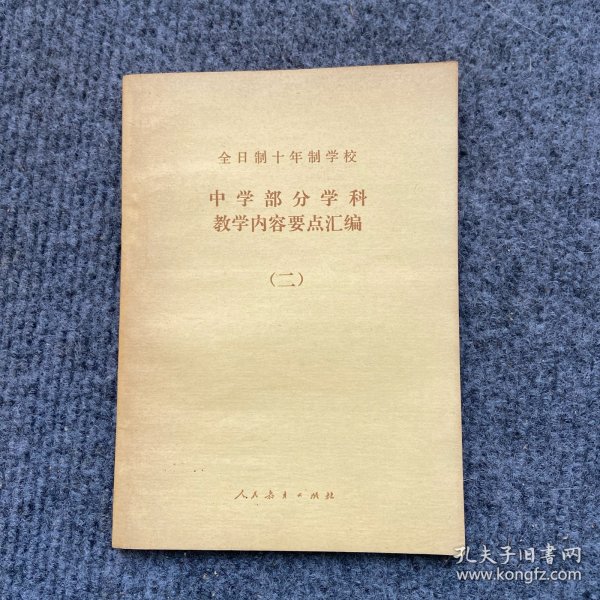 全日制十年制学校
中学部分学科
教学内容要点汇编
（二）
人民教育出版社
孔夫子旧书网
www.kongfz.com